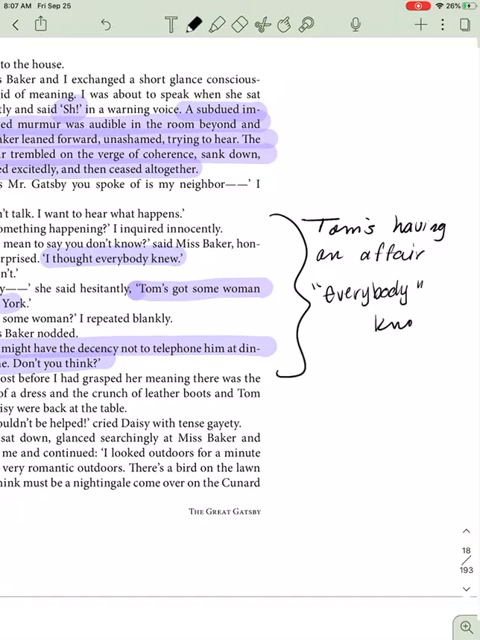 8:07 AM Fri Sep 25
26%
to the house.
s Baker and I exchanged a short glance conscious-
id of meaning. I was about to speak when she sat
tly and said ‘Sh!’ in a warning voice. A subdued im-
ed murmur was audible in the room beyond and
aker leaned forward, unashamed, trying to hear. The
ur trembled on the verge of coherence, sank down,
ed excitedly, and then ceased altogether.
s Mr. Gatsby you spoke of is my neighbor——’ I
n’t talk. I want to hear what happens.’
omething happening?’ I inquired innocently.
mean to say you don’t know?’ said Miss Baker, hon-
rprised. ‘I thought everybody knew.’
n’t.’
y——’ she said hesitantly, ‘Tom’s got some woman
York.’
some woman?’ I repeated blankly.
s Baker nodded.
might have the decency not to telephone him at din-
e. Don’t you think?’
ost before I had grasped her meaning there was the
of a dress and the crunch of leather boots and Tom
isy were back at the table.
ouldn’t be helped!’ cried Daisy with tense gayety.
sat down, glanced searchingly at Miss Baker and
me and continued: ‘I looked outdoors for a minute
very romantic outdoors. There’s a bird on the lawn
hink must be a nightingale come over on the Cunard
The Great Gatsby
Tom's having
an affair
"everybody"
kno
18
193